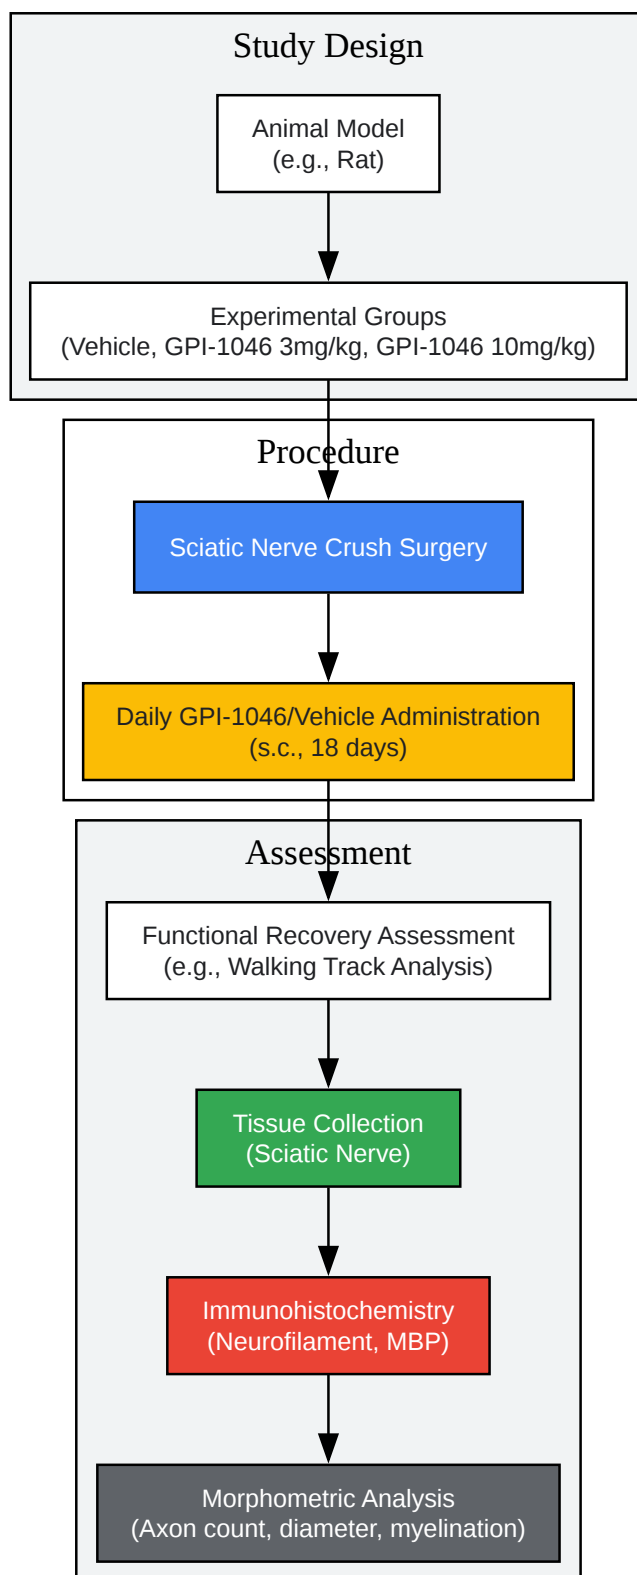 Study Design
Animal Model
(e.g., Rat)
Experimental Groups
(Vehicle, GPI-1046 3mg/kg, GPI-1046 10mg/kg)
Procedure
Sciatic Nerve Crush Surgery
Daily GPI-1046/Vehicle Administration
(s.c., 18 days)
Assessment
Functional Recovery Assessment
(e.g., Walking Track Analysis)
Tissue Collection
(Sciatic Nerve)
Immunohistochemistry
(Neurofilament, MBP)
Morphometric Analysis
(Axon count, diameter, myelination)